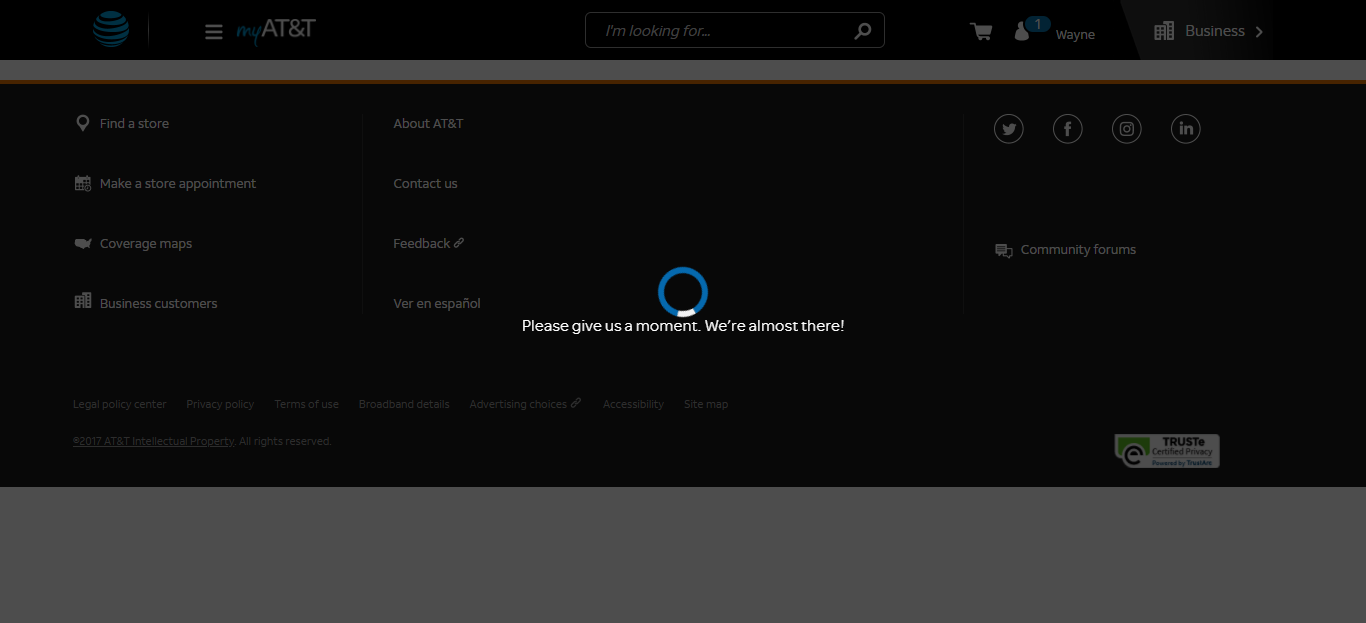 myAT&T
I'm looking for...
1
Wayne
Business
Find a store
About AT&T
Make a store appointment
Contact us
Coverage maps
Feedback
Community forums
Business customers
Ver en español
Please give us a moment. We’re almost there!
Legal policy center Privacy policy Terms of use Broadband details Advertising choices Accessibility Site map
©2017 AT&T Intellectual Property. All rights reserved.
TRUSTe
Certified Privacy
Powered by TrustArc